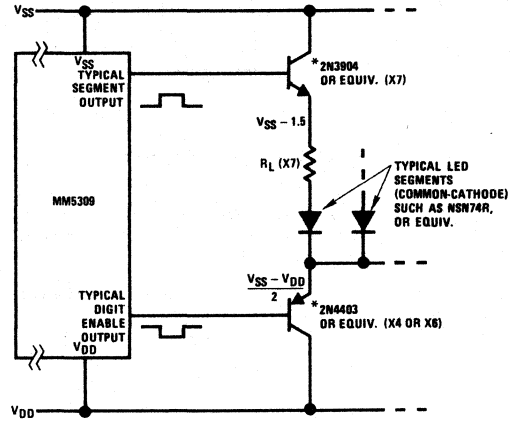 VSS
VSS
TYPICAL
SEGMENT
OUTPUT
*2N3904
OR EQUIV. (X7)
VSS – 1.5
RL (X7)
TYPICAL LED
SEGMENTS
(COMMON-CATHODE)
SUCH AS NSN74R,
OR EQUIV.
MM5309
VSS – VDD
2
TYPICAL
DIGIT
ENABLE
OUTPUT
*2N4403
OR EQUIV. (X4 OR X6)
VDD
VDD